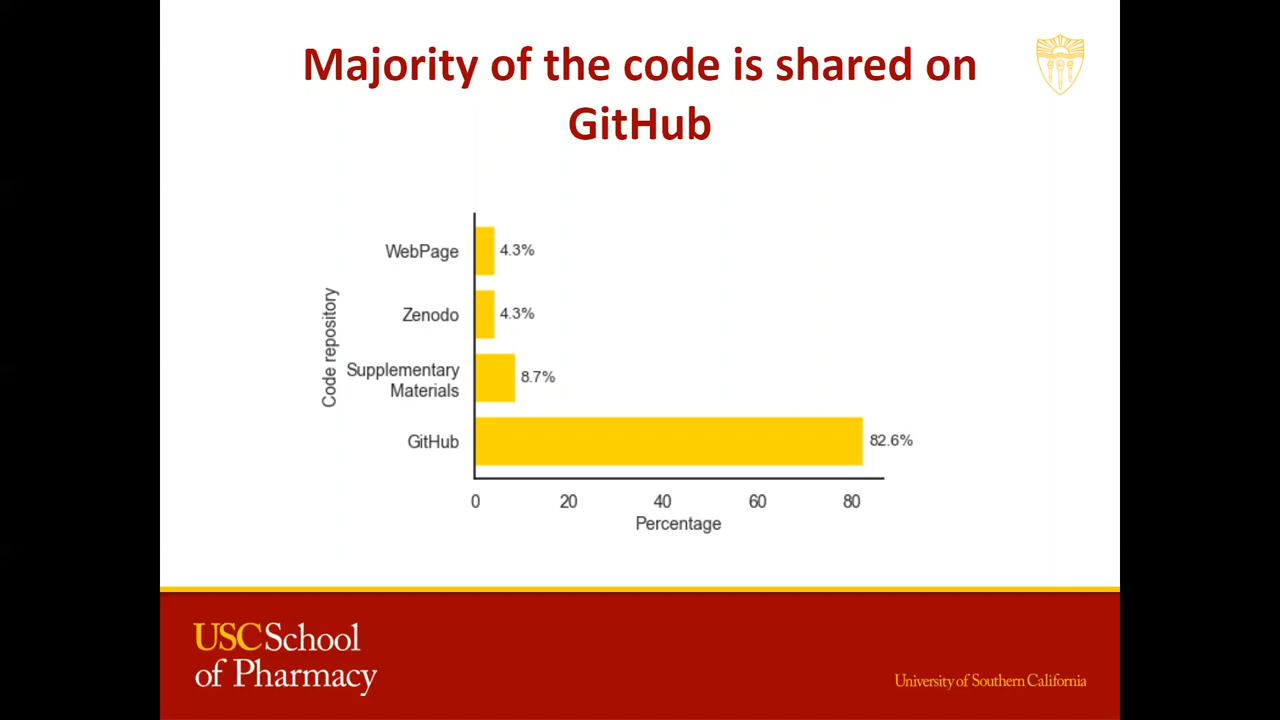 Majority of the code is shared on
GitHub
Code repository
WebPage
4.3%
Zenodo
4.3%
Supplementary
Materials
8.7%
GitHub
82.6%
0 20 40 60 80
Percentage
USC School
of Pharmacy
University of Southern California